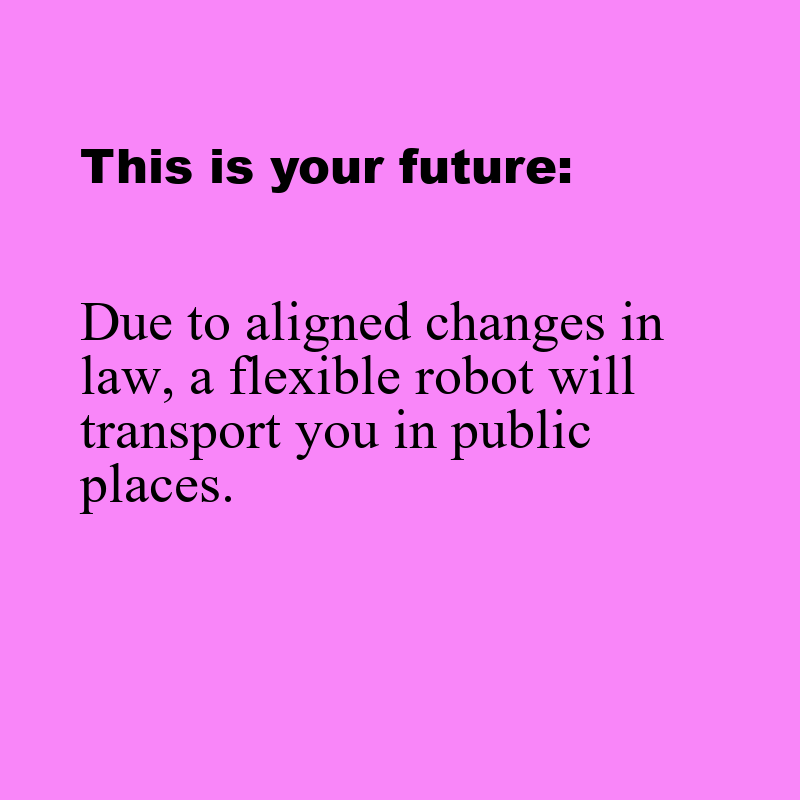 This is your future:
Due to aligned changes in
law, a flexible robot will
transport you in public
places.